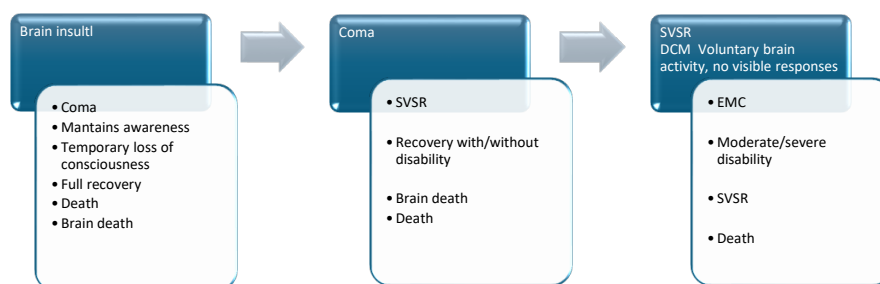 Brain insultl
• Coma
• Mantains awareness
• Temporary loss of
consciousness
• Full recovery
• Death
• Brain death
Coma
• SVSR
• Recovery with/without
disability
• Brain death
• Death
SVSR
DCM Voluntary brain
activity, no visible responses
• EMC
• Moderate/severe
disability
• SVSR
• Death